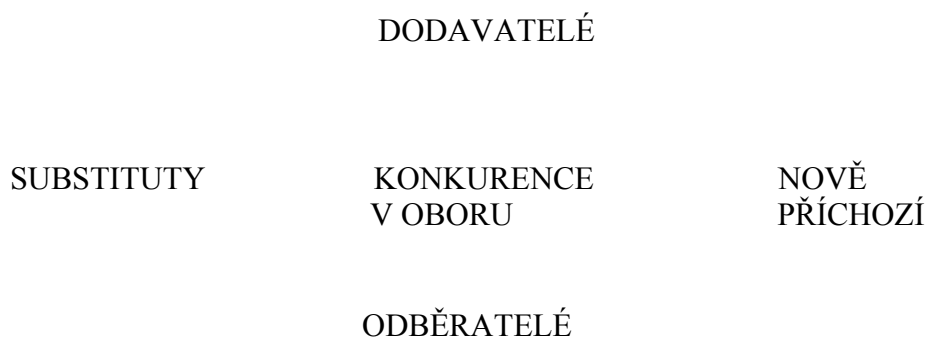 DODAVATELÉ
SUBSTITUTY KONKURENCE NOVĚ
V OBORU PŘÍCHOZÍ
ODBĚRATELÉ